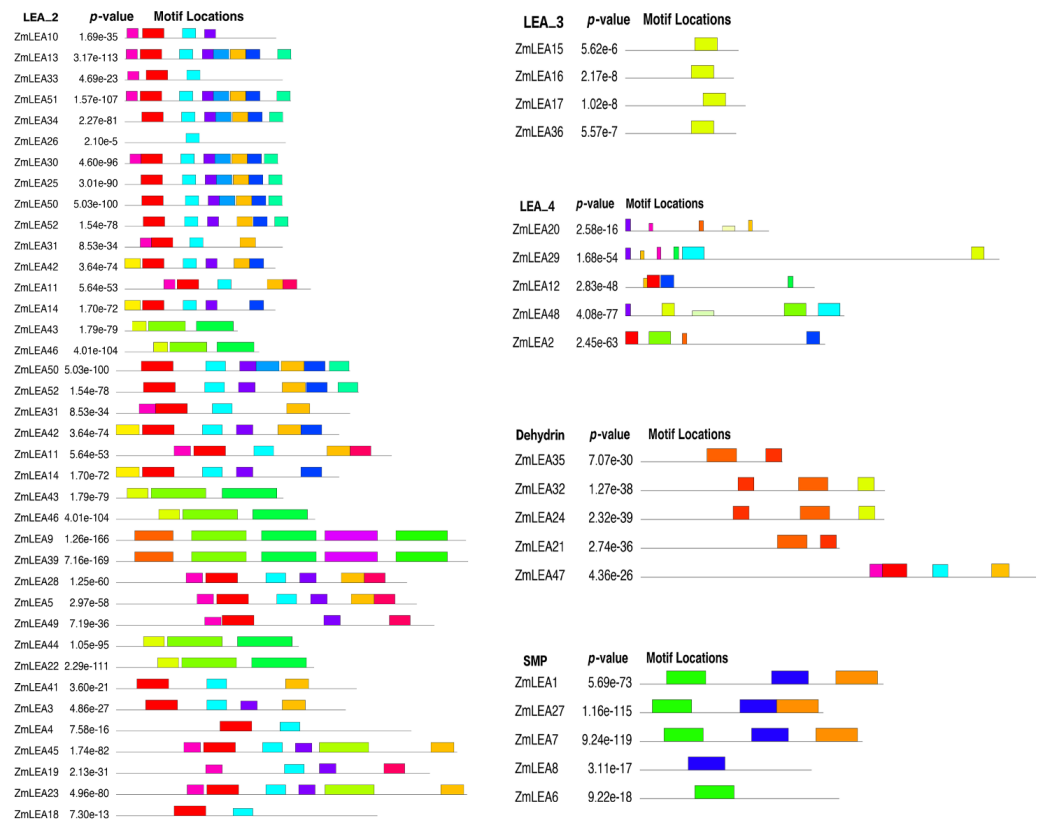 LEA_2 p-value Motif Locations
ZmLEA10 1.69e-35
ZmLEA13 3.17e-113
ZmLEA33 4.69e-23
ZmLEA51 1.57e-107
ZmLEA34 2.27e-81
ZmLEA26 2.10e-5
ZmLEA30 4.60e-96
ZmLEA25 3.01e-90
ZmLEA50 5.03e-100
ZmLEA52 1.54e-78
ZmLEA31 8.53e-34
ZmLEA42 3.64e-74
ZmLEA11 5.64e-53
ZmLEA14 1.70e-72
ZmLEA43 1.79e-79
ZmLEA46 4.01e-104
ZmLEA50 5.03e-100
ZmLEA52 1.54e-78
ZmLEA31 8.53e-34
ZmLEA42 3.64e-74
ZmLEA11 5.64e-53
ZmLEA14 1.70e-72
ZmLEA43 1.79e-79
ZmLEA46 4.01e-104
ZmLEA9 1.26e-166
ZmLEA39 7.16e-169
ZmLEA28 1.25e-60
ZmLEA5 2.97e-58
ZmLEA49 7.19e-36
ZmLEA44 1.05e-95
ZmLEA22 2.29e-111
ZmLEA41 3.60e-21
ZmLEA3 4.86e-27
ZmLEA4 7.58e-16
ZmLEA45 1.74e-82
ZmLEA19 2.13e-31
ZmLEA23 4.96e-80
ZmLEA18 7.30e-13
LEA_3 p-value Motif Locations
ZmLEA15 5.62e-6
ZmLEA16 2.17e-8
ZmLEA17 1.02e-8
ZmLEA36 5.57e-7
LEA_4 p-value Motif Locations
ZmLEA20 2.58e-16
ZmLEA29 1.68e-54
ZmLEA12 2.83e-48
ZmLEA48 4.08e-77
ZmLEA2 2.45e-63
Dehydrin p-value Motif Locations
ZmLEA35 7.07e-30
ZmLEA32 1.27e-38
ZmLEA24 2.32e-39
ZmLEA21 2.74e-36
ZmLEA47 4.36e-26
SMP p-value Motif Locations
ZmLEA1 5.69e-73
ZmLEA27 1.16e-115
ZmLEA7 9.24e-119
ZmLEA8 3.11e-17
ZmLEA6 9.22e-18